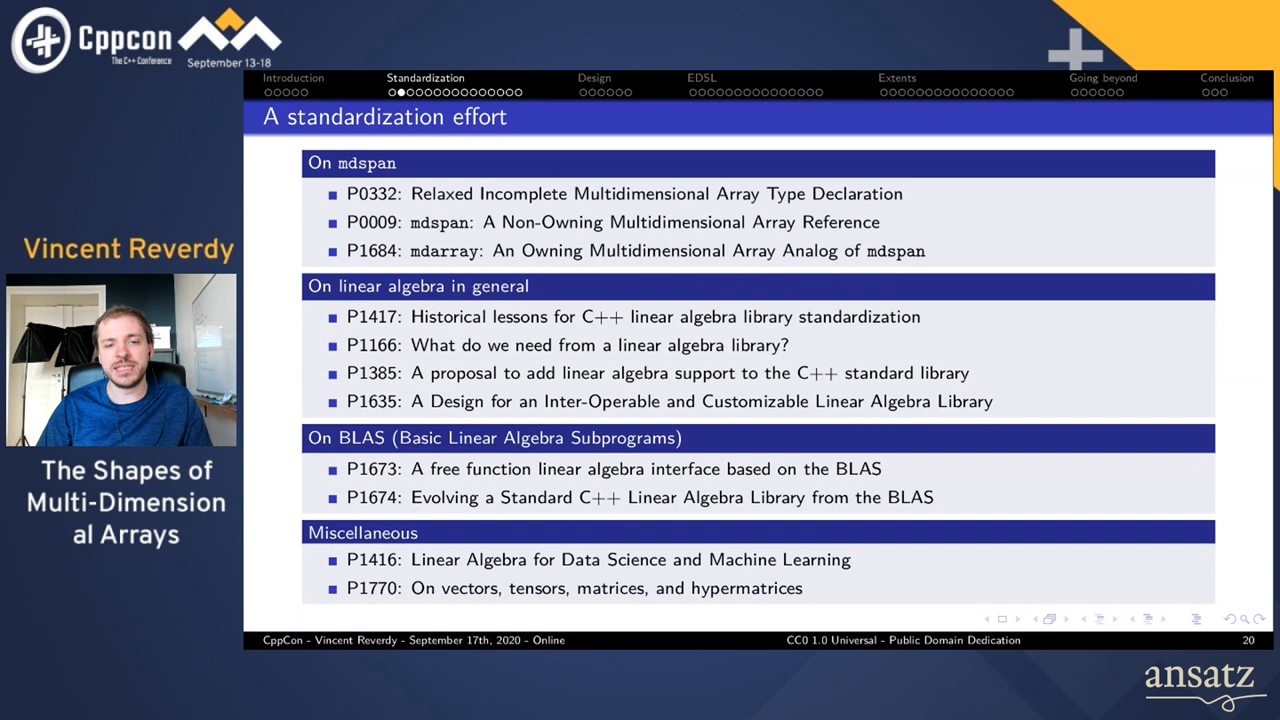 Cppcon
The C++ Conference
September 13-18
Introduction Standardization Design EDSL Extents Going beyond Conclusion
A standardization effort
On mdspan
P0332: Relaxed Incomplete Multidimensional Array Type Declaration
P0009: mdspan: A Non-Owning Multidimensional Array Reference
P1684: mdarray: An Owning Multidimensional Array Analog of mdspan
On linear algebra in general
P1417: Historical lessons for C++ linear algebra library standardization
P1166: What do we need from a linear algebra library?
P1385: A proposal to add linear algebra support to the C++ standard library
P1635: A Design for an Inter-Operable and Customizable Linear Algebra Library
On BLAS (Basic Linear Algebra Subprograms)
P1673: A free function linear algebra interface based on the BLAS
P1674: Evolving a Standard C++ Linear Algebra Library from the BLAS
Miscellaneous
P1416: Linear Algebra for Data Science and Machine Learning
P1770: On vectors, tensors, matrices, and hypermatrices
CppCon - Vincent Reverdy - September 17th, 2020 - Online CC0 1.0 Universal - Public Domain Dedication 20
Vincent Reverdy
The Shapes of
Multi-Dimension
al Arrays
ansatz